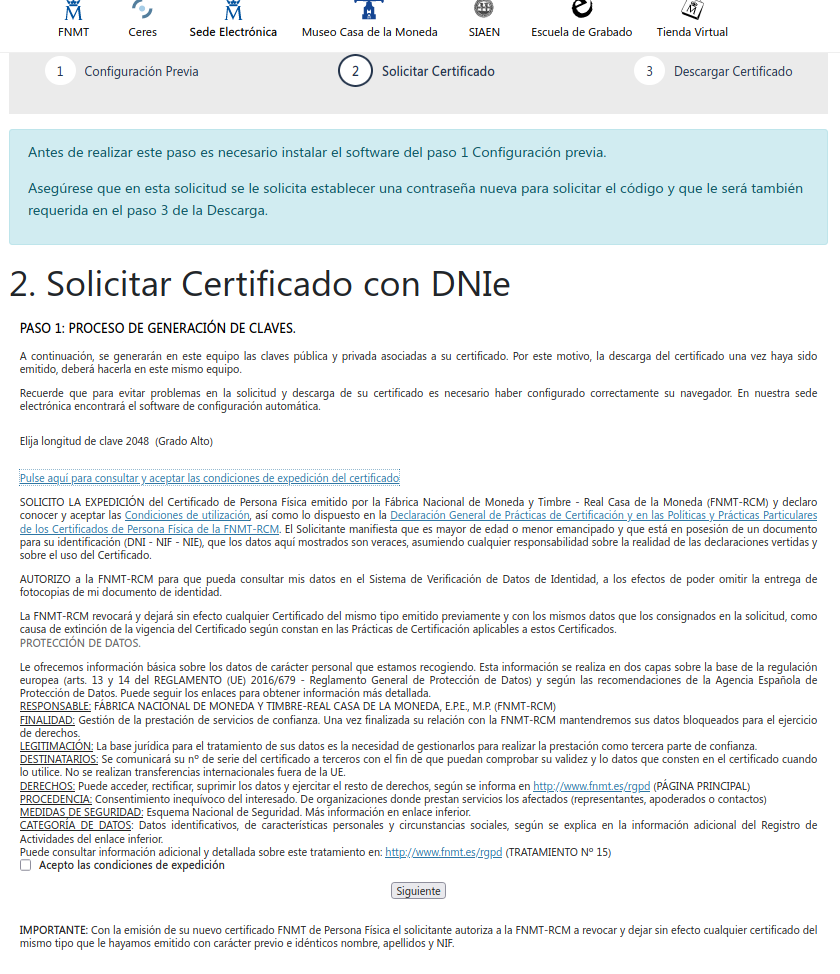 FNMT
Ceres
Sede Electrónica
Museo Casa de la Moneda
SIAEN
Escuela de Grabado
Tienda Virtual
1 Configuración Previa
2 Solicitar Certificado
3 Descargar Certificado
Antes de realizar este paso es necesario instalar el software del paso 1 Configuración previa.
Asegúrese que en esta solicitud se le solicita establecer una contraseña nueva para solicitar el código y que le será también
requerida en el paso 3 de la Descarga.
2. Solicitar Certificado con DNIe
PASO 1: PROCESO DE GENERACIÓN DE CLAVES.
A continuación, se generarán en este equipo las claves pública y privada asociadas a su certificado. Por este motivo, la descarga del certificado una vez haya sido
emitido, deberá hacerla en este mismo equipo.
Recuerde que para evitar problemas en la solicitud y descarga de su certificado es necesario haber configurado correctamente su navegador. En nuestra sede
electrónica encontrará el software de configuración automática.
Elija longitud de clave 2048 (Grado Alto)
Pulse aquí para consultar y aceptar las condiciones de expedición del certificado
SOLICITO LA EXPEDICIÓN del Certificado de Persona Física emitido por la Fábrica Nacional de Moneda y Timbre - Real Casa de la Moneda (FNMT-RCM) y declaro
conocer y aceptar las Condiciones de utilización, así como lo dispuesto en la Declaración General de Prácticas de Certificación y en las Políticas y Prácticas Particulares
de los Certificados de Persona Física de la FNMT-RCM. El Solicitante manifiesta que es mayor de edad o menor emancipado y que está en posesión de un documento
para su identificación (DNI - NIF - NIE), que los datos aquí mostrados son veraces, asumiendo cualquier responsabilidad sobre la realidad de las declaraciones vertidas y
sobre el uso del Certificado.
AUTORIZO a la FNMT-RCM para que pueda consultar mis datos en el Sistema de Verificación de Datos de Identidad, a los efectos de poder omitir la entrega de
fotocopias de mi documento de identidad.
La FNMT-RCM revocará y dejará sin efecto cualquier Certificado del mismo tipo emitido previamente y con los mismos datos que los consignados en la solicitud, como
causa de extinción de la vigencia del Certificado según constan en las Prácticas de Certificación aplicables a estos Certificados.
PROTECCIÓN DE DATOS.
Le ofrecemos información básica sobre los datos de carácter personal que estamos recogiendo. Esta información se realiza en dos capas sobre la base de la regulación
europea (arts. 13 y 14 del REGLAMENTO (UE) 2016/679 - Reglamento General de Protección de Datos) y según las recomendaciones de la Agencia Española de
Protección de Datos. Puede seguir los enlaces para obtener información más detallada.
RESPONSABLE: FÁBRICA NACIONAL DE MONEDA Y TIMBRE-REAL CASA DE LA MONEDA, E.P.E., M.P. (FNMT-RCM)
FINALIDAD: Gestión de la prestación de servicios de confianza. Una vez finalizada su relación con la FNMT-RCM mantendremos sus datos bloqueados para el ejercicio
de derechos.
LEGITIMACIÓN: La base jurídica para el tratamiento de sus datos es la necesidad de gestionarlos para realizar la prestación como tercera parte de confianza.
DESTINATARIOS: Se comunicará su nº de serie del certificado a terceros con el fin de que puedan comprobar su validez y lo datos que consten en el certificado cuando
lo utilice. No se realizan transferencias internacionales fuera de la UE.
DERECHOS: Puede acceder, rectificar, suprimir los datos y ejercitar el resto de derechos, según se informa en http://www.fnmt.es/rgpd (PÁGINA PRINCIPAL)
PROCEDENCIA: Consentimiento inequívoco del interesado. De organizaciones donde prestan servicios los afectados (representantes, apoderados o contactos)
MEDIDAS DE SEGURIDAD: Esquema Nacional de Seguridad. Más información en enlace inferior.
CATEGORÍA DE DATOS: Datos identificativos, de características personales y circunstancias sociales, según se explica en la información adicional del Registro de
Actividades del enlace inferior.
Puede consultar información adicional y detallada sobre este tratamiento en: http://www.fnmt.es/rgpd (TRATAMIENTO Nº 15)
Acepto las condiciones de expedición
Siguiente
IMPORTANTE: Con la emisión de su nuevo certificado FNMT de Persona Física el solicitante autoriza a la FNMT-RCM a revocar y dejar sin efecto cualquier certificado del
mismo tipo que le hayamos emitido con carácter previo e idénticos nombre, apellidos y NIF.